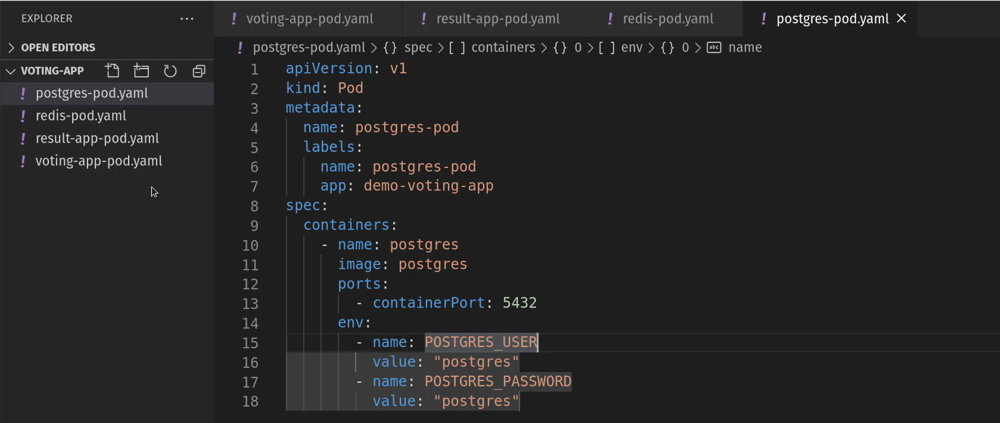 EXPLORER
OPEN EDITORS
VOTING-APP
postgres-pod.yaml
redis-pod.yaml
result-app-pod.yaml
voting-app-pod.yaml
voting-app-pod.yaml result-app-pod.yaml redis-pod.yaml postgres-pod.yaml
postgres-pod.yaml > {} spec > [ ] containers > {} 0 > [ ] env > {} 0 > abc name
1 apiVersion: v1
2 kind: Pod
3 metadata:
4   name: postgres-pod
5   labels:
6     name: postgres-pod
7     app: demo-voting-app
8 spec:
9   containers:
10     - name: postgres
11       image: postgres
12       ports:
13         - containerPort: 5432
14       env:
15         - name: POSTGRES_USER
16           value: "postgres"
17         - name: POSTGRES_PASSWORD
18           value: "postgres"